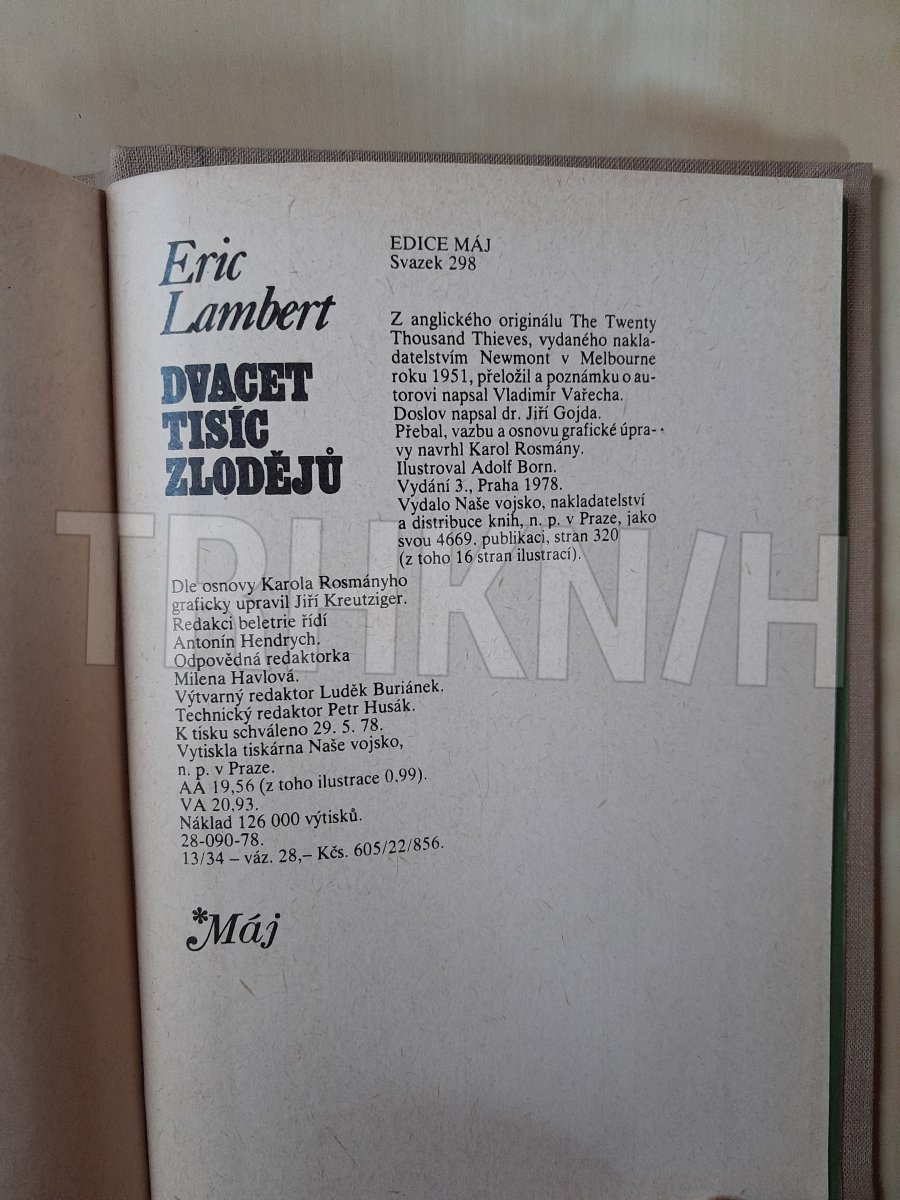 Eric
Lambert
DVACET
TISÍC
ZLODĚJŮ
EDICE MÁJ
Svazek 298
Z anglického originálu The Twenty
Thousand Thieves, vydaného nakla-
datelstvím Newmont v Melbourne
roku 1951, přeložil a poznámku o au-
torovi napsal Vladimír Vařecha.
Doslov napsal dr. Jiří Gojda.
Přebal, vazbu a osnovu grafické úpra-
vy navrhl Karol Rosmány.
Ilustroval Adolf Born.
Vydání 3., Praha 1978.
Vydalo Naše vojsko, nakladatelství
a distribuce knih, n. p. v Praze, jako
svou 4669. publikaci, stran 320
(z toho 16 stran ilustrací).
Dle osnovy Karola Rosmányho
graficky upravil Jiří Kreutziger.
Redakci beletrie řídí
Antonín Hendrych.
Odpovědná redaktorka
Milena Havlová.
Výtvarný redaktor Luděk Buriánek.
Technický redaktor Petr Husák.
K tisku schváleno 29. 5. 78.
Vytiskla tiskárna Naše vojsko,
n. p. v Praze.
AA 19,56 (z toho ilustrace 0,99).
VA 20,93.
Náklad 126 000 výtisků.
28-090-78.
13/34 – váz. 28,– Kčs. 605/22/856.
*Máj
TRHKNIH